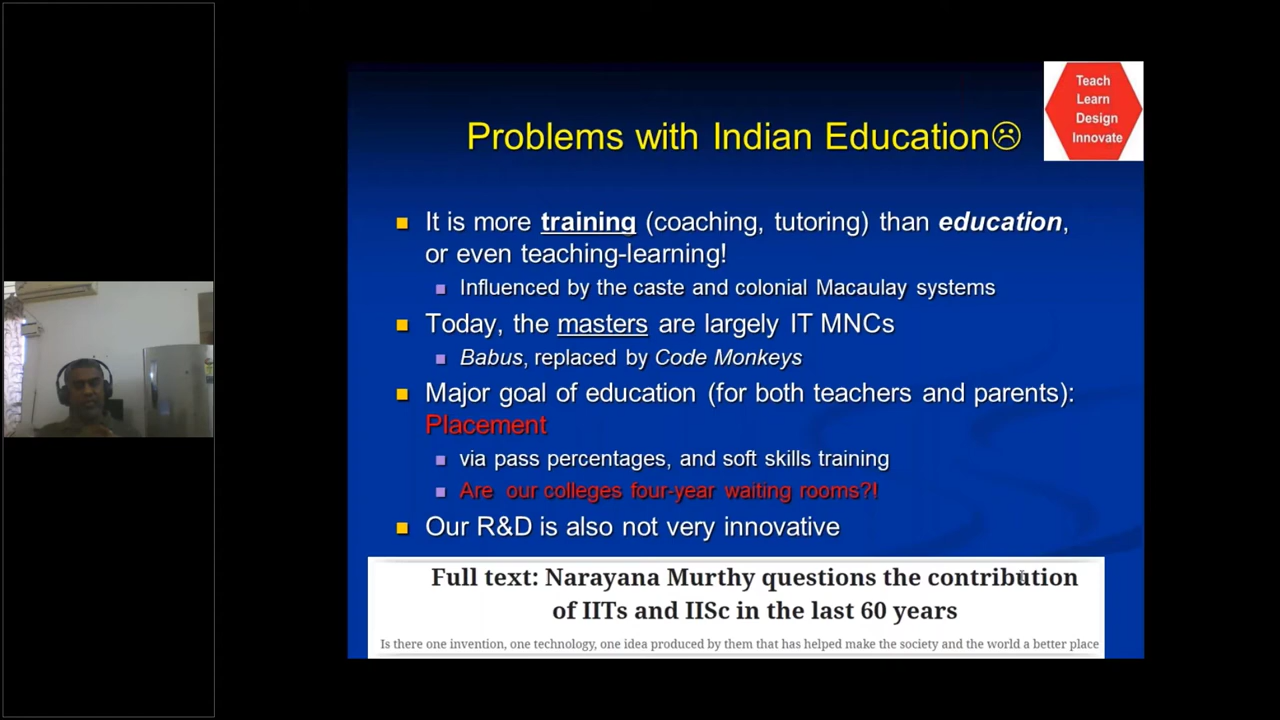 Teach
Learn
Design
Innovate
Problems with Indian Education☹
It is more training (coaching, tutoring) than education,
or even teaching-learning!
Influenced by the caste and colonial Macaulay systems
Today, the masters are largely IT MNCs
Babus, replaced by Code Monkeys
Major goal of education (for both teachers and parents):
Placement
via pass percentages, and soft skills training
Are our colleges four-year waiting rooms?!
Our R&D is also not very innovative
Full text: Narayana Murthy questions the contribution
of IITs and IISc in the last 60 years
Is there one invention, one technology, one idea produced by them that has helped make the society and the world a better place